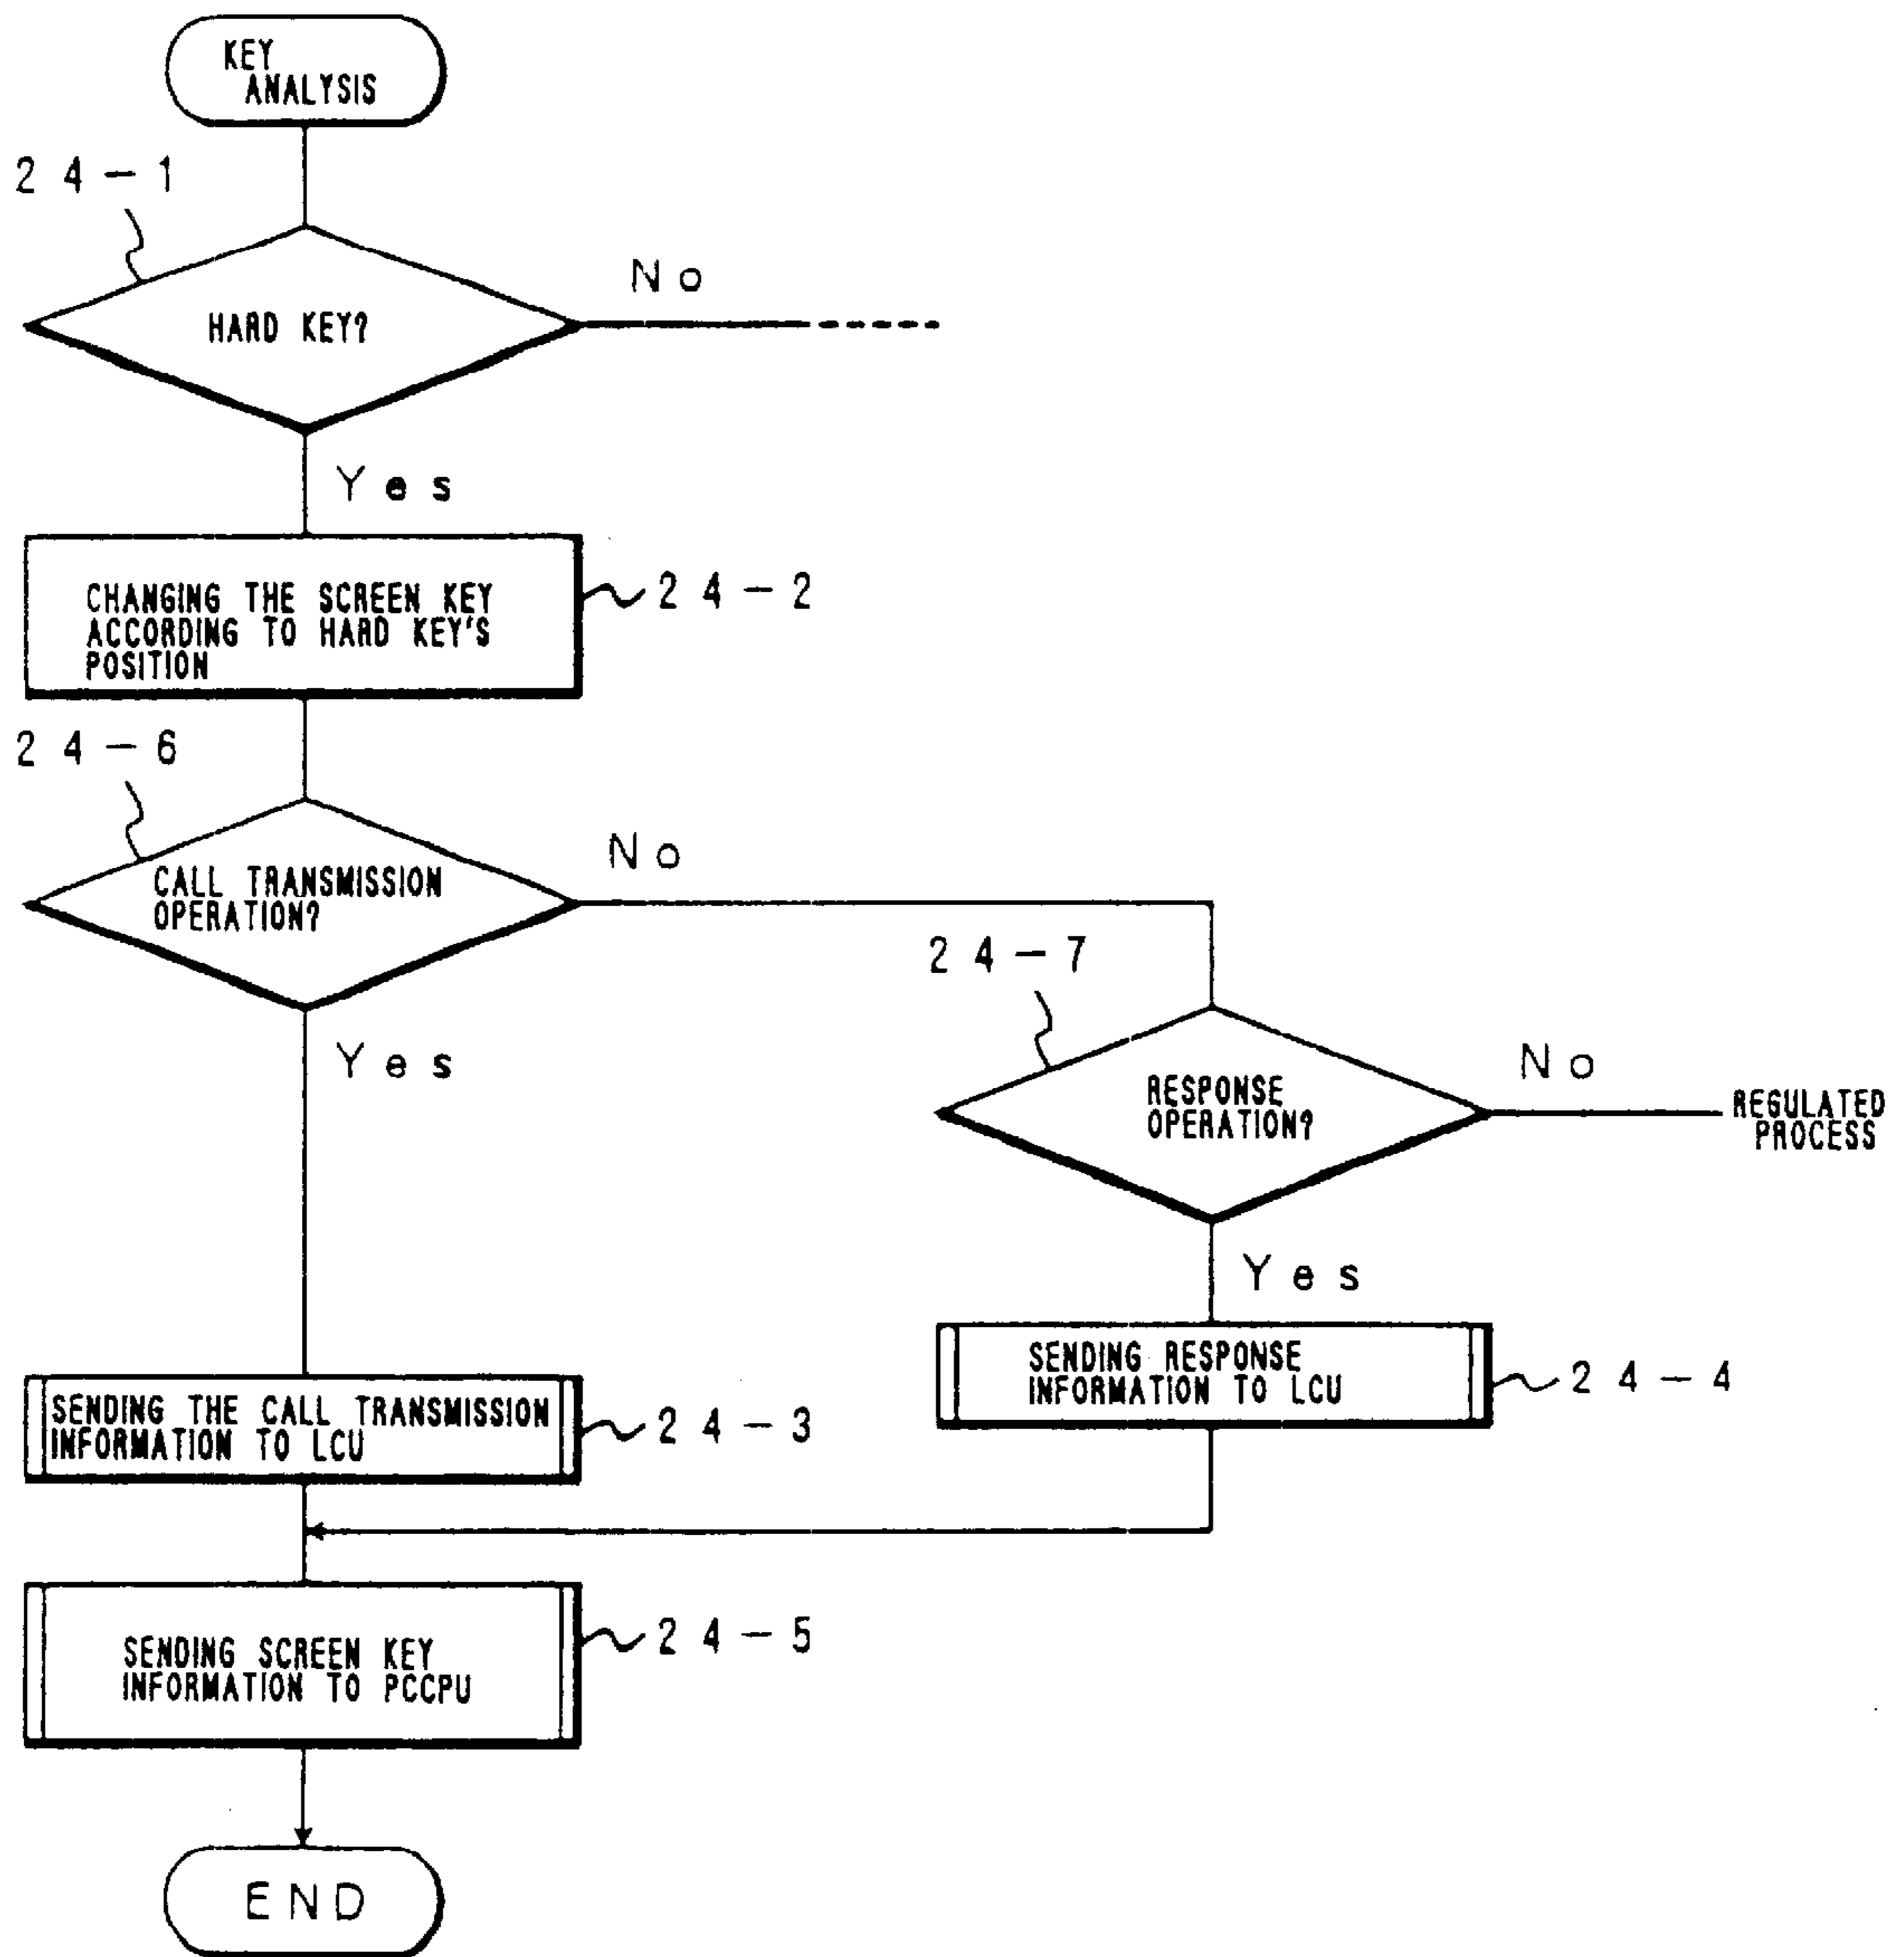 KEY
ANALYSIS
24-1
HARD KEY?
No
Yes
CHANGING THE SCREEN KEY
ACCORDING TO HARD KEY'S
POSITION
24-2
24-6
CALL TRANSMISSION
OPERATION?
No
Yes
24-7
RESPONSE
OPERATION?
No
REGULATED
PROCESS
Yes
SENDING RESPONSE
INFORMATION TO LCU
24-4
SENDING THE CALL TRANSMISSION
INFORMATION TO LCU
24-3
SENDING SCREEN KEY
INFORMATION TO PCCPU
24-5
END